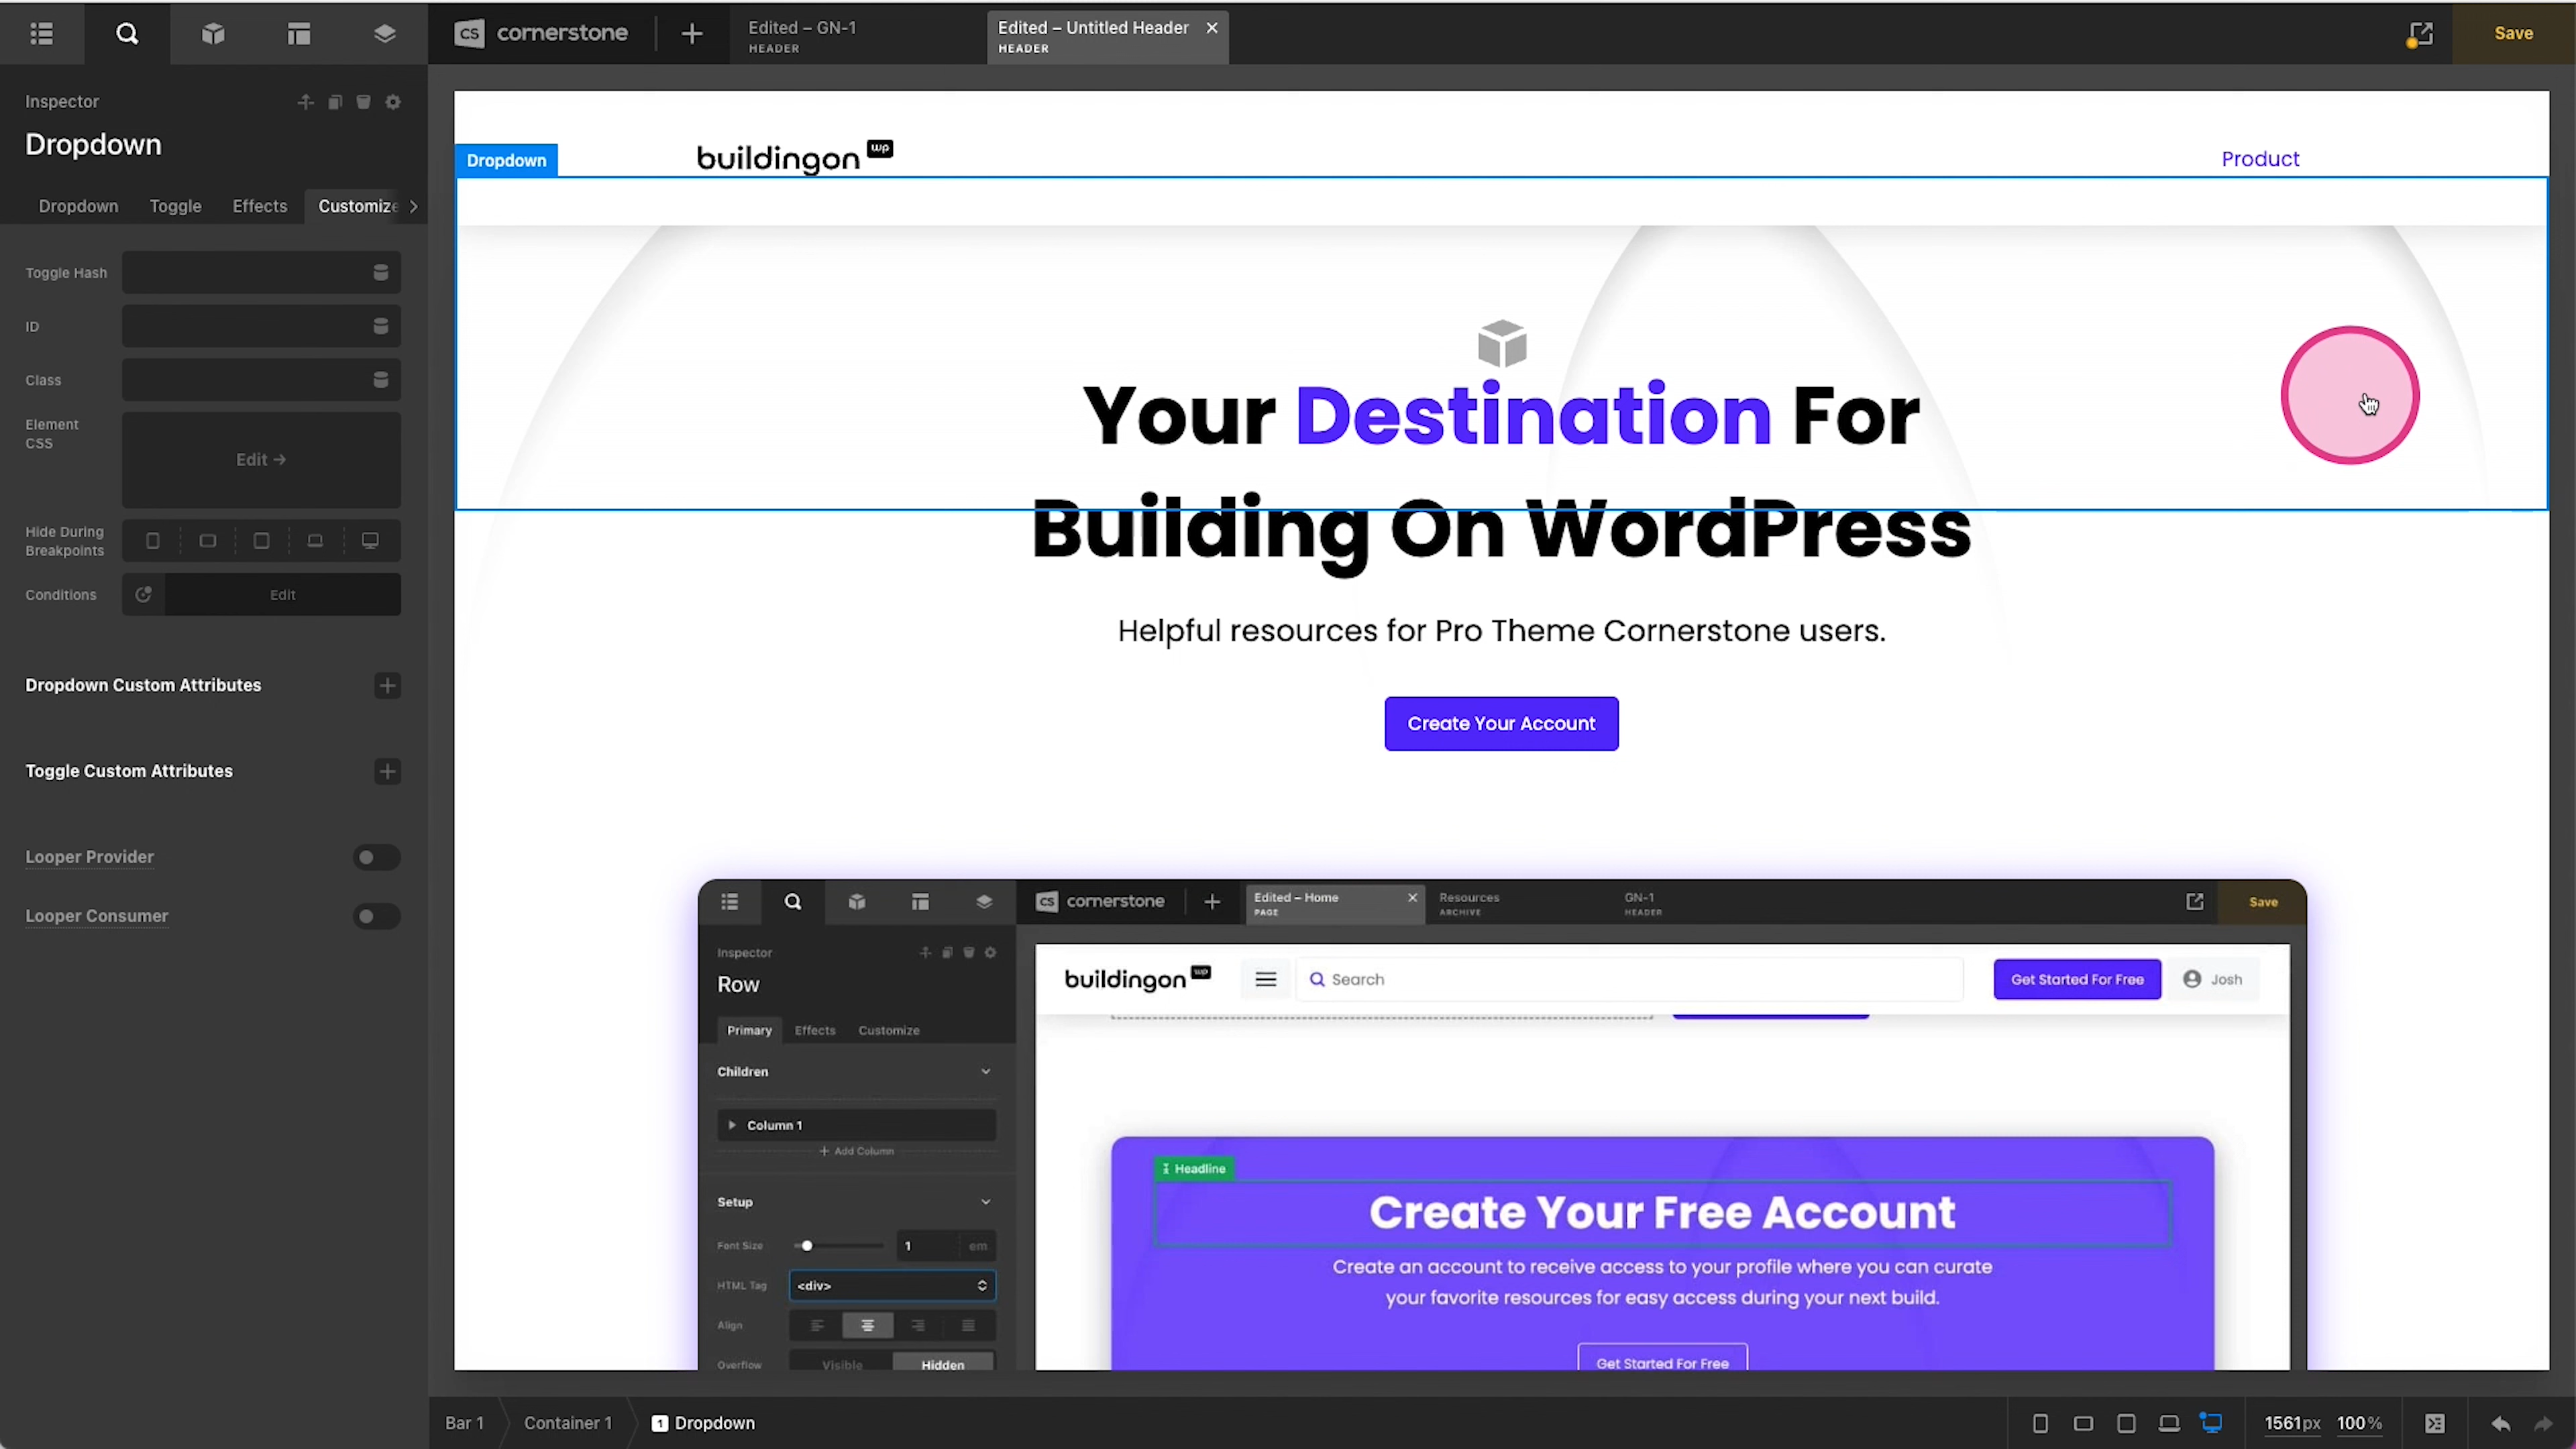 cornerstone
Edited – GN-1
HEADER
Edited – Untitled Header
HEADER
Save
Inspector
Dropdown
Dropdown
Toggle
Effects
Customize
Toggle Hash
ID
Class
Element
CSS
Edit →
Hide During
Breakpoints
Conditions
Edit
Dropdown Custom Attributes
Toggle Custom Attributes
Looper Provider
Looper Consumer
buildingon wp
Product
Dropdown
Your Destination For
Building On WordPress
Helpful resources for Pro Theme Cornerstone users.
Create Your Account
cornerstone
Edited – Home
PAGE
Resources
ARCHIVE
GN-1
HEADER
Save
Inspector
Row
Primary
Effects
Customize
Children
Column 1
Add Column
Setup
Font Size
1
em
HTML Tag
<div>
Align
Overflow
Visible
Hidden
buildingon wp
Search
Get Started For Free
Josh
Headline
Create Your Free Account
Create an account to receive access to your profile where you can curate
your favorite resources for easy access during your next build.
Get Started For Free
Bar 1
Container 1
1 Dropdown
1561px
100%